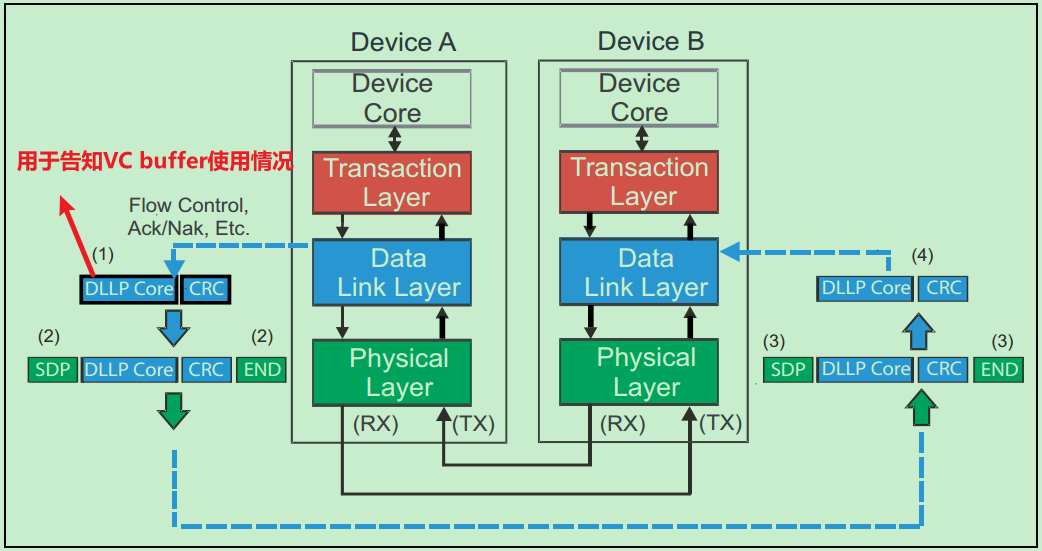 Device A
Device B
Device
Core
Device
Core
用于告知VC buffer使用情况
Transaction
Layer
Transaction
Layer
Flow Control,
Ack/Nak, Etc.
(1)
(4)
Data
Link Layer
Data
Link Layer
DLLP Core CRC
DLLP Core CRC
(2) (2)
(3) (3)
SDP DLLP Core CRC END
Physical
Layer
Physical
Layer
SDP DLLP Core CRC END
(RX) (TX)
(RX) (TX)